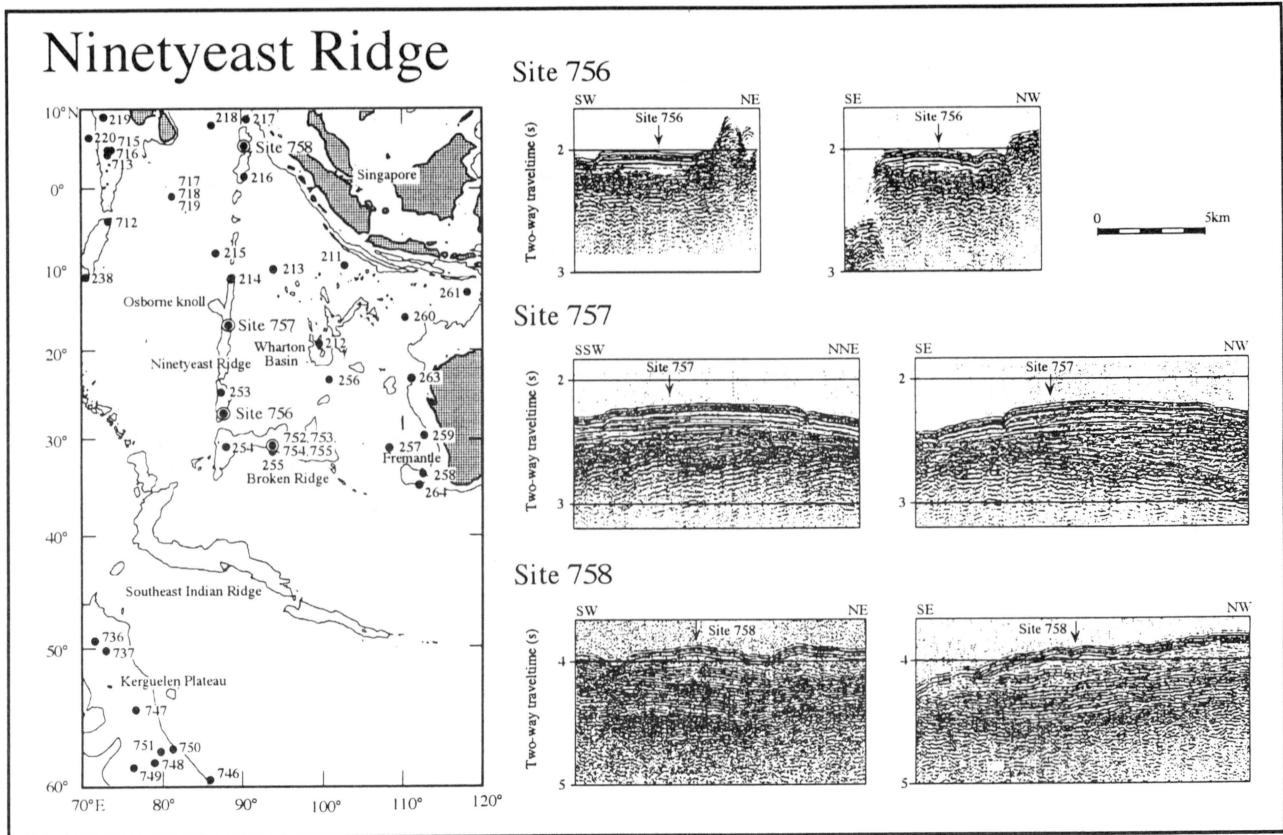 Ninetyeast Ridge
10°N
0°
10°
20°
30°
40°
50°
60°
70°E
80°
90°
100°
110°
120°
219
218
217
220
715
716
713
Site 758
216
Singapore
717
718
719
712
215
238
214
213
211
261
Osborne knoll
260
Site 757
212
Wharton
Basin
Ninetyeast Ridge
256
263
253
Site 756
259
752,753,
754,755,
254
257
255
Fremantle
258
Broken Ridge
264
Southeast Indian Ridge
736
737
Kerguelen Plateau
747
751
750
748
749
746
Site 756
SW
NE
Site 756
Two-way traveltime (s)
2
3
SE
NW
Site 756
2
3
0
5km
Site 757
SSW
NNE
Site 757
Two-way traveltime (s)
2
3
SE
NW
Site 757
2
3
Site 758
SW
NE
Site 758
Two-way traveltime (s)
4
5
SE
NW
Site 758
4
5